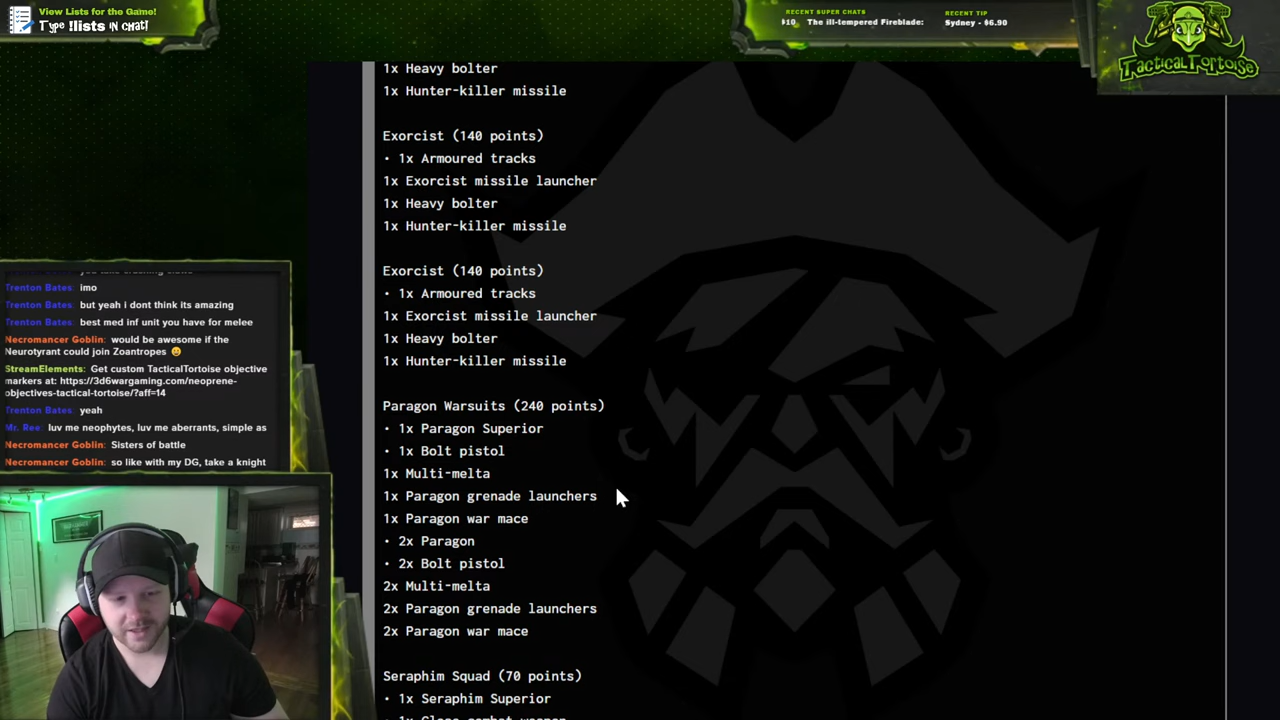 View Lists for the Game!
Type !lists in chat!
RECENT SUPER CHATS
$10 The ill-tempered Fireblade:
RECENT TIP
Sydney - $6.90
TacticalTortoise
1x Heavy bolter
1x Hunter-killer missile
Exorcist (140 points)
• 1x Armoured tracks
1x Exorcist missile launcher
1x Heavy bolter
1x Hunter-killer missile
Exorcist (140 points)
• 1x Armoured tracks
1x Exorcist missile launcher
1x Heavy bolter
1x Hunter-killer missile
Paragon Warsuits (240 points)
• 1x Paragon Superior
• 1x Bolt pistol
1x Multi-melta
1x Paragon grenade launchers
1x Paragon war mace
• 2x Paragon
• 2x Bolt pistol
2x Multi-melta
2x Paragon grenade launchers
2x Paragon war mace
Seraphim Squad (70 points)
• 1x Seraphim Superior
Trenton Bates: imo
Trenton Bates: but yeah i dont think its amazing
Trenton Bates: best med inf unit you have for melee
Necromancer Goblin: would be awesome if the
Neurotyrant could join Zoantropes
StreamElements: Get custom TacticalTortoise objective
markers at: https://3d6wargaming.com/neoprene-
objectives-tactical-tortoise/?aff=14
Trenton Bates: yeah
Mr. Ree: luv me neophytes, luv me aberrants, simple as
Necromancer Goblin: Sisters of battle
Necromancer Goblin: so like with my DG, take a knight